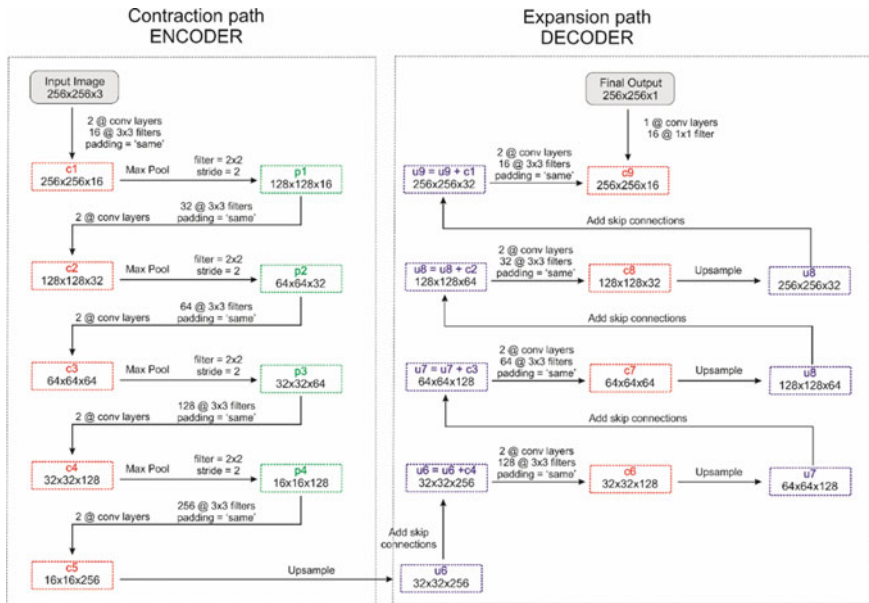 Contraction path
ENCODER
Input Image
256x256x3
2 @ conv layers
16 @ 3x3 filters
padding = 'same'
c1
256x256x16
Max Pool
filter = 2x2
stride = 2
p1
128x128x16
2 @ conv layers
32 @ 3x3 filters
padding = 'same'
c2
128x128x32
Max Pool
filter = 2x2
stride = 2
p2
64x64x32
2 @ conv layers
64 @ 3x3 filters
padding = 'same'
c3
64x64x64
Max Pool
filter = 2x2
stride = 2
p3
32x32x64
2 @ conv layers
128 @ 3x3 filters
padding = 'same'
c4
32x32x128
Max Pool
filter = 2x2
stride = 2
p4
16x16x128
2 @ conv layers
256 @ 3x3 filters
padding = 'same'
c5
16x16x256
Upsample
Expansion path
DECODER
Final Output
256x256x1
1 @ conv layers
16 @ 1x1 filter
u9 = u9 + c1
256x256x32
2 @ conv layers
16 @ 3x3 filters
padding = 'same'
c9
256x256x16
Add skip connections
u8 = u8 + c2
128x128x64
2 @ conv layers
32 @ 3x3 filters
padding = 'same'
c8
128x128x32
Upsample
u8
256x256x32
Add skip connections
u7 = u7 + c3
64x64x128
2 @ conv layers
64 @ 3x3 filters
padding = 'same'
c7
64x64x64
Upsample
u8
128x128x64
Add skip connections
u6 = u6 +c4
32x32x256
2 @ conv layers
128 @ 3x3 filters
padding = 'same'
c6
32x32x128
Upsample
u7
64x64x128
Add skip
connections
u6
32x32x256